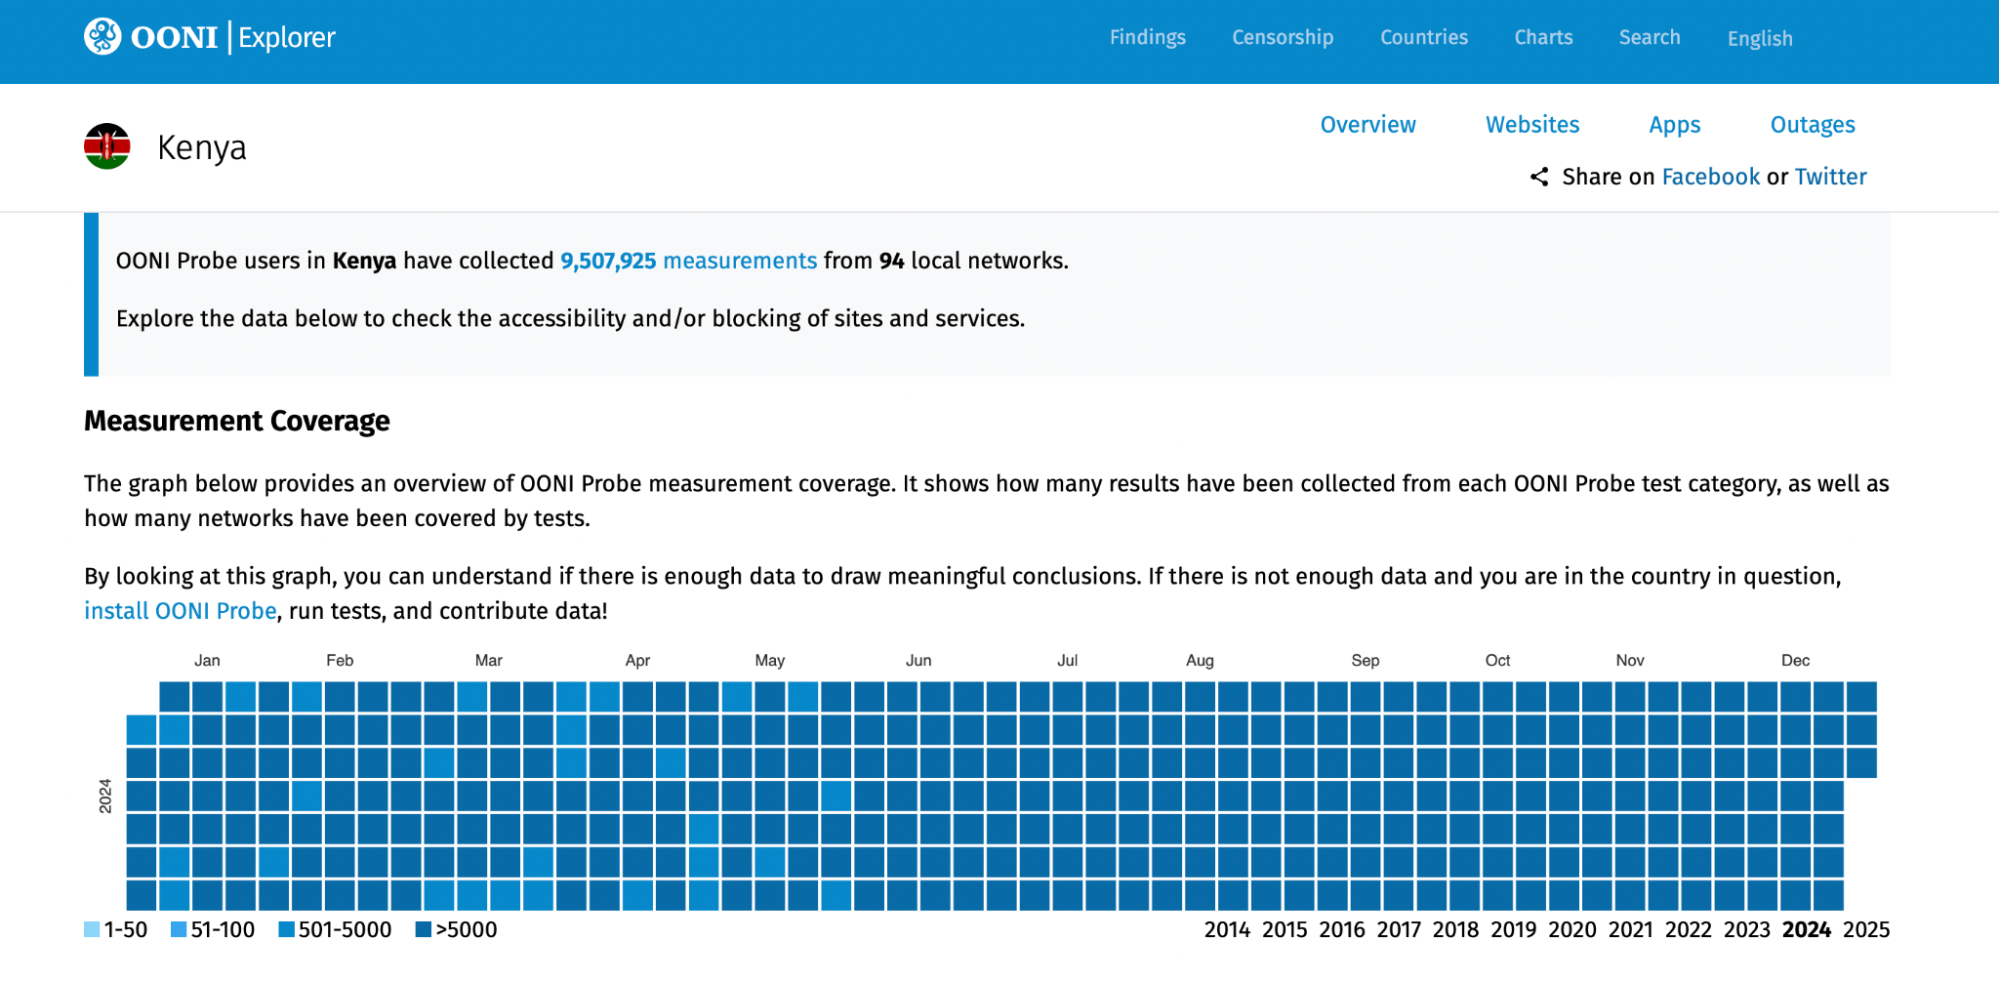 OONI Explorer
Findings Censorship Countries Charts Search English
Kenya
Overview Websites Apps Outages
Share on Facebook or Twitter
OONI Probe users in Kenya have collected 9,507,925 measurements from 94 local networks.
Explore the data below to check the accessibility and/or blocking of sites and services.
Measurement Coverage
The graph below provides an overview of OONI Probe measurement coverage. It shows how many results have been collected from each OONI Probe test category, as well as
how many networks have been covered by tests.
By looking at this graph, you can understand if there is enough data to draw meaningful conclusions. If there is not enough data and you are in the country in question,
install OONI Probe, run tests, and contribute data!
Jan Feb Mar Apr May Jun Jul Aug Sep Oct Nov Dec
2024
1-50 51-100 501-5000 >5000
2014 2015 2016 2017 2018 2019 2020 2021 2022 2023 2024 2025